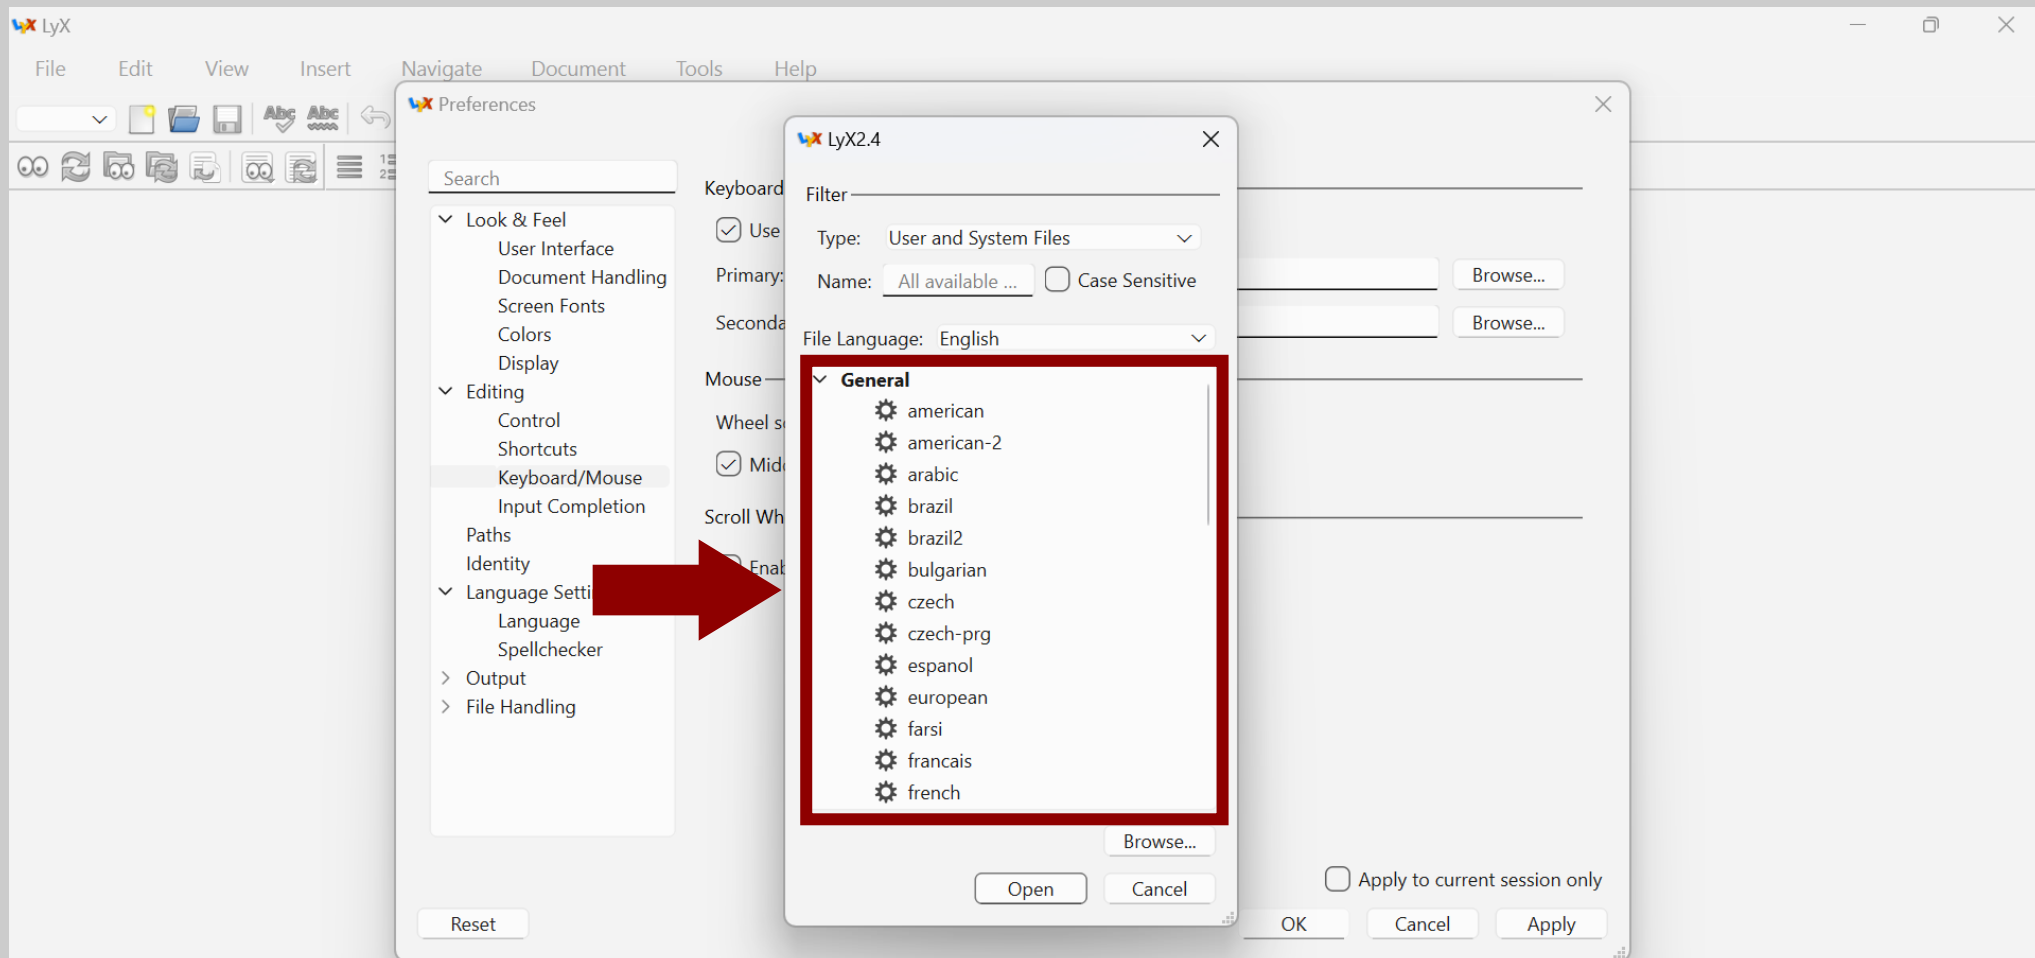 LyX
File Edit View Insert Navigate Document Tools Help
Preferences
Search
Look & Feel
User Interface
Document Handling
Screen Fonts
Colors
Display
Editing
Control
Shortcuts
Keyboard/Mouse
Input Completion
Paths
Identity
Language Setti
Language
Spellchecker
Output
File Handling
Reset
Keyboard
Use
Primary:
Browse...
Seconda
Browse...
Mouse
Wheel s
Mid
Scroll Wh
Enab
LyX2.4
Filter
Type: User and System Files
Name: All available ... Case Sensitive
File Language: English
General
american
american-2
arabic
brazil
brazil2
bulgarian
czech
czech-prg
espanol
european
farsi
francais
french
Browse...
Open Cancel
Apply to current session only
OK Cancel Apply